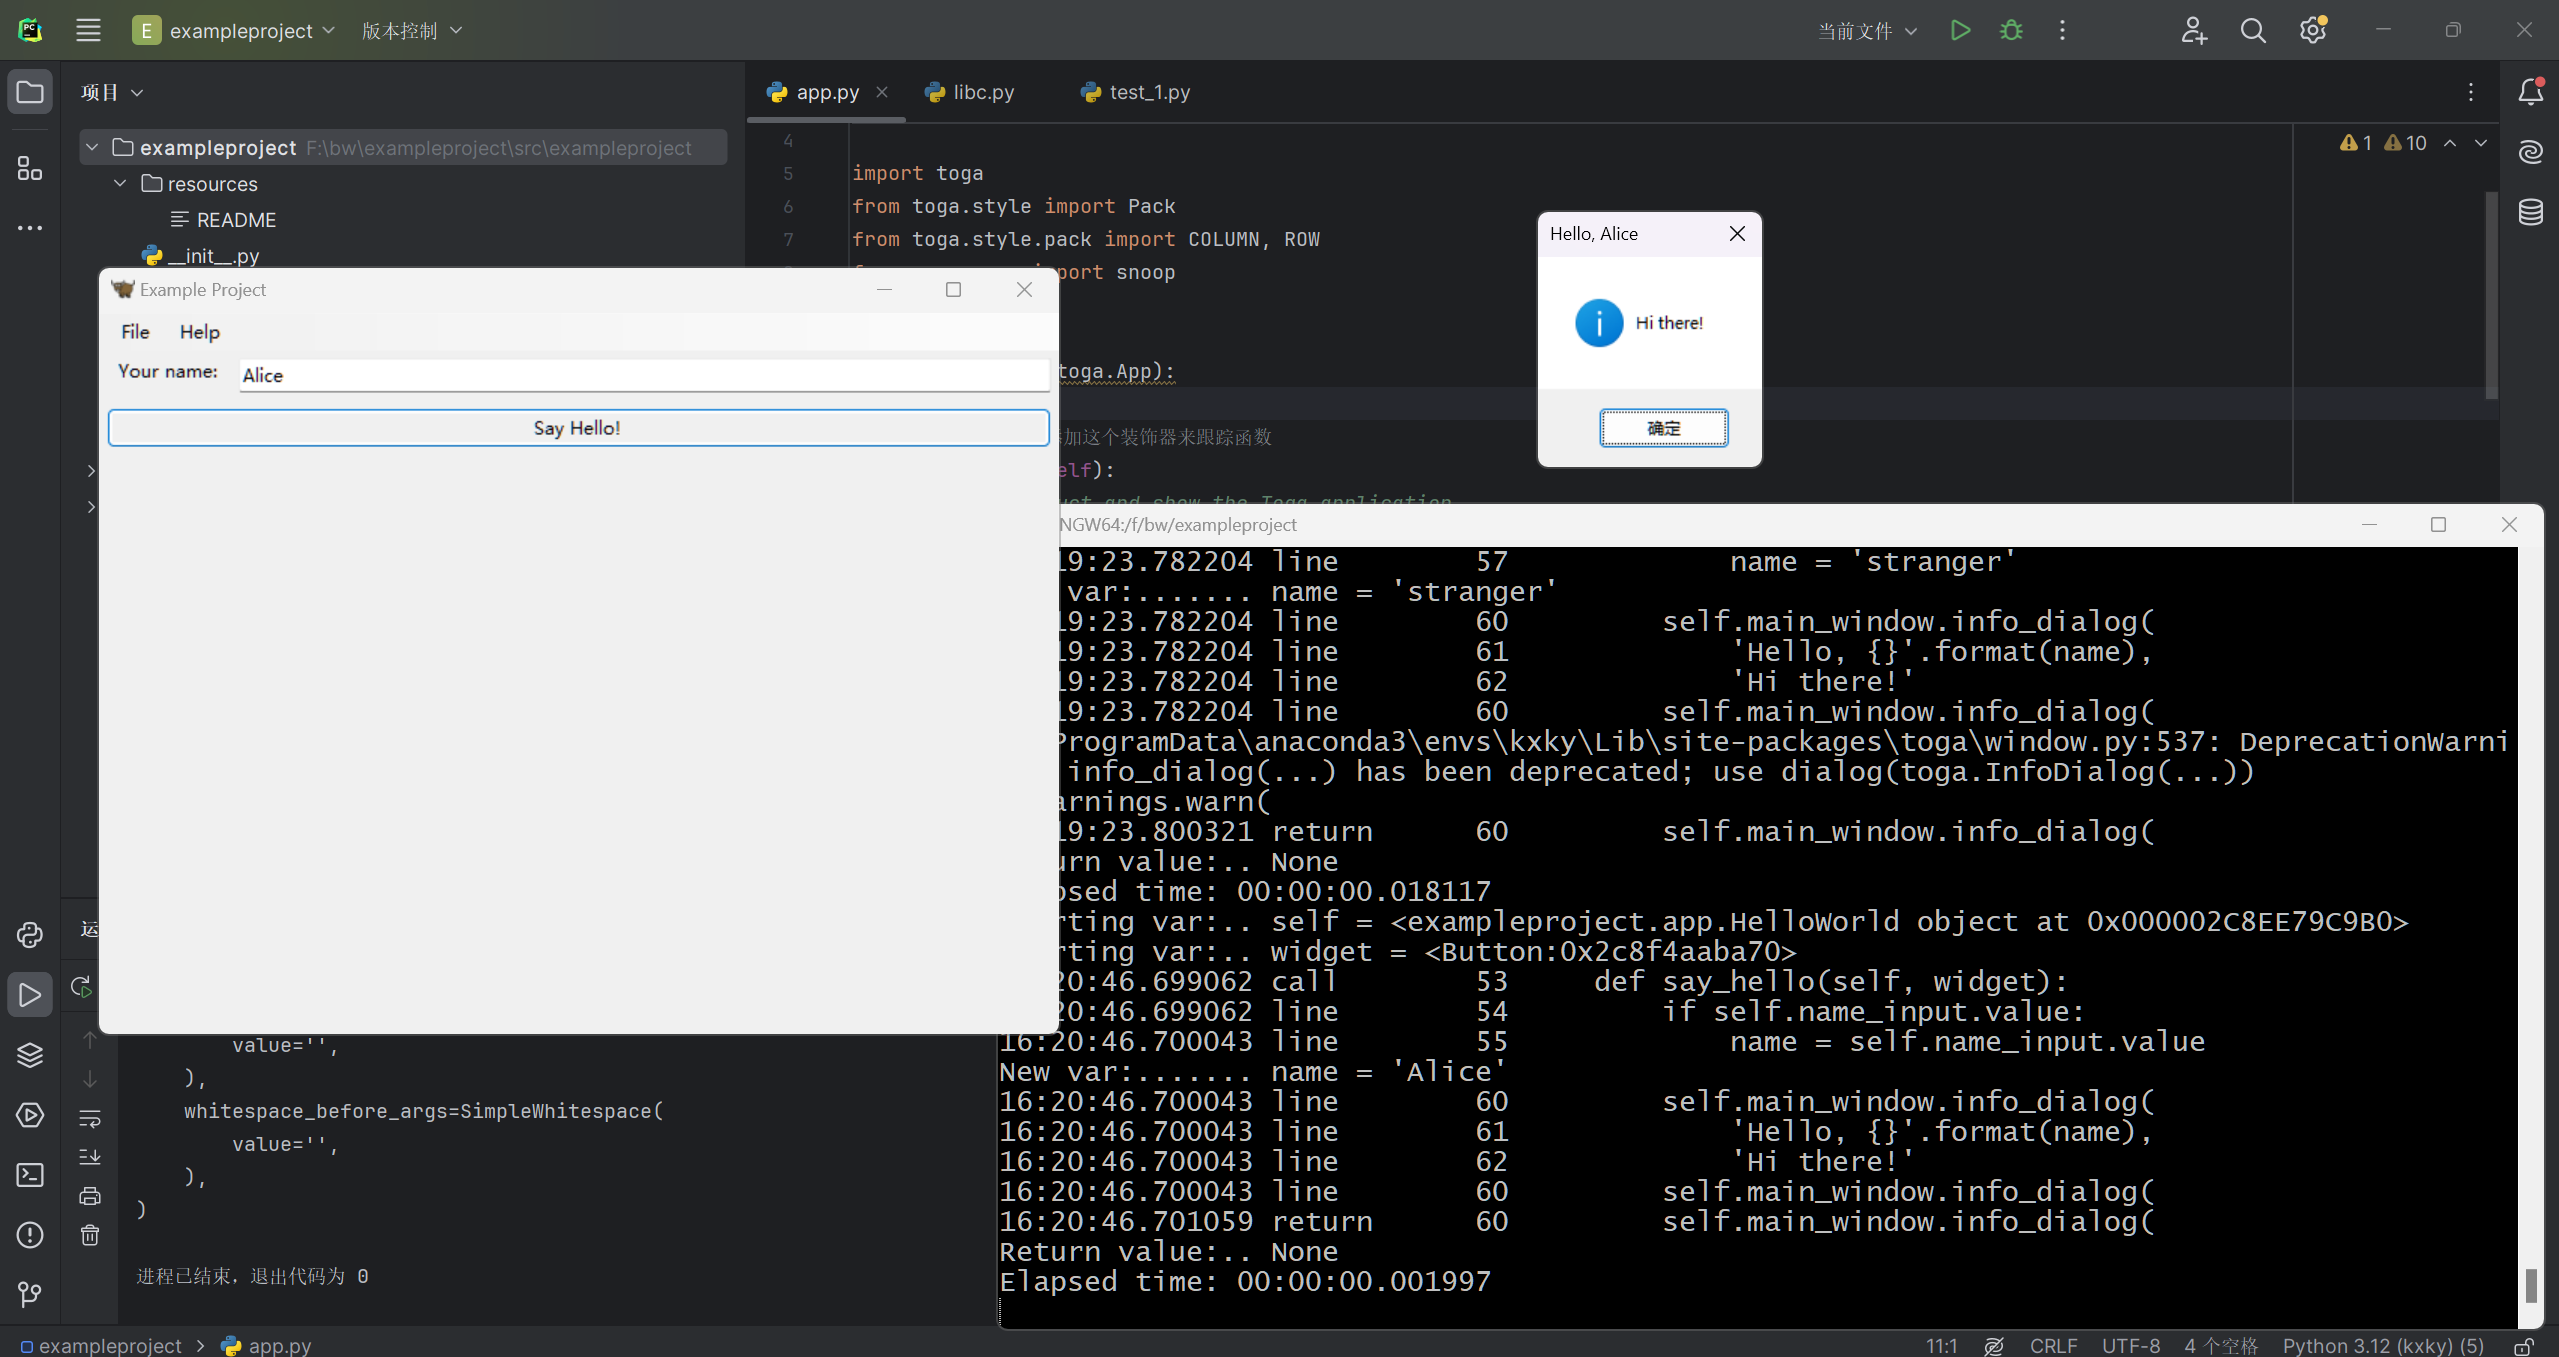 E exampleproject 版本控制 当前文件
项目
app.py libc.py test_1.py
exampleproject F:\bw\exampleproject\src\exampleproject
resources
README
__init__.py
4
5 import toga
6 from toga.style import Pack
7 from toga.style.pack import COLUMN, ROW
import snoop
toga.App):
加这个装饰器来跟踪函数
elf):
and show the Toga application
1 10
Hello, Alice
Hi there!
确定
Example Project
File Help
Your name: Alice
Say Hello!
NGW64:/f/bw/exampleproject
19:23.782204 line 57 name = 'stranger'
var:....... name = 'stranger'
19:23.782204 line 60 self.main_window.info_dialog(
19:23.782204 line 61 'Hello, {}'.format(name),
19:23.782204 line 62 'Hi there!'
19:23.782204 line 60 self.main_window.info_dialog(
ProgramData\anaconda3\envs\kxky\Lib\site-packages\toga\window.py:537: DeprecationWarni
info_dialog(...) has been deprecated; use dialog(toga.InfoDialog(...))
arnings.warn(
19:23.800321 return 60 self.main_window.info_dialog(
urn value:.. None
psed time: 00:00:00.018117
rting var:.. self = <exampleproject.app.HelloWorld object at 0x000002C8EE79C9B0>
rting var:.. widget = <Button:0x2c8f4aaba70>
20:46.699062 call 53 def say_hello(self, widget):
20:46.699062 line 54 if self.name_input.value:
16:20:46.700043 line 55 name = self.name_input.value
New var:....... name = 'Alice'
16:20:46.700043 line 60 self.main_window.info_dialog(
16:20:46.700043 line 61 'Hello, {}'.format(name),
16:20:46.700043 line 62 'Hi there!'
16:20:46.700043 line 60 self.main_window.info_dialog(
16:20:46.701059 return 60 self.main_window.info_dialog(
Return value:.. None
Elapsed time: 00:00:00.001997
运
value='',
),
whitespace_before_args=SimpleWhitespace(
value='',
),
)
进程已结束，退出代码为 0
exampleproject > app.py
11:1 CRLF UTF-8 4 个空格 Python 3.12 (kxky) (5)